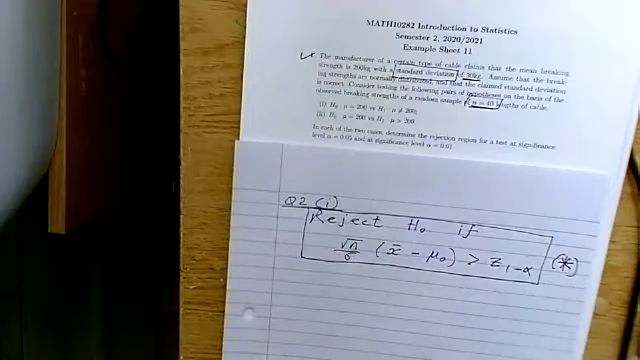 MATH10282 Introduction to Statistics
Semester 2, 2020/2021
Example Sheet 11
The manufacturer of a certain type of cable claims that the mean breaking
strength is 200kg with a standard deviation of 30kg. Assume that the break-
ing strengths are normally distributed, and that the claimed standard deviation
is correct. Consider testing the following pairs of hypotheses on the basis of the
observed breaking strengths of a random sample of n = 40 lengths of cable.
(i) H₀ : μ = 200 vs H₁ : μ ≠ 200;
(ii) H₀ : μ = 200 vs H₁ : μ > 200.
In each of the two cases, determine the rejection region for a test at significance
level α = 0.05 and at significance level α = 0.01
Q2 (i)
Reject H₀ if
√n/σ (x̄ - μ₀) > z₁₋α (*)